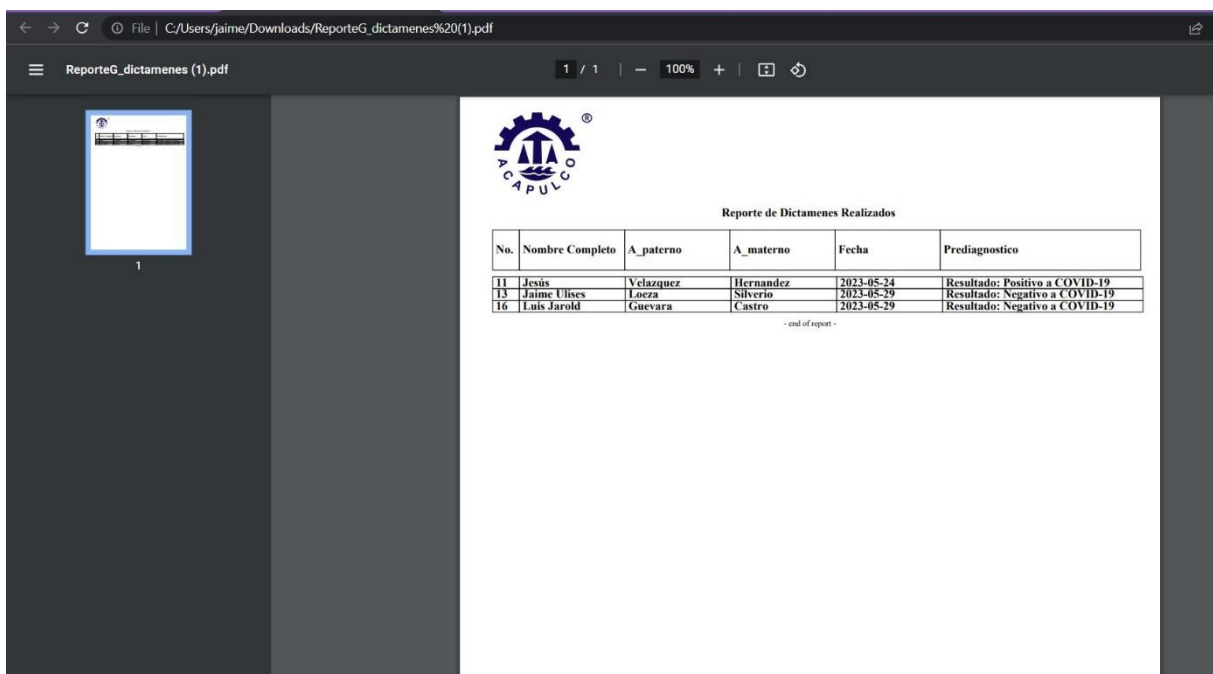 File | C:/Users/jaime/Downloads/ReporteG_dictamenes%20(1).pdf
ReporteG_dictamenes (1).pdf 1 / 1 | − 100% + |
1
®
ACAPULCO
Reporte de Dictamenes Realizados
No. Nombre Completo A_paterno A_materno Fecha Prediagnostico
11 Jesús Velazquez Hernandez 2023-05-24 Resultado: Positivo a COVID-19
13 Jaime Ulises Loeza Silverio 2023-05-29 Resultado: Negativo a COVID-19
16 Luis Jarold Guevara Castro 2023-05-29 Resultado: Negativo a COVID-19
- end of report -